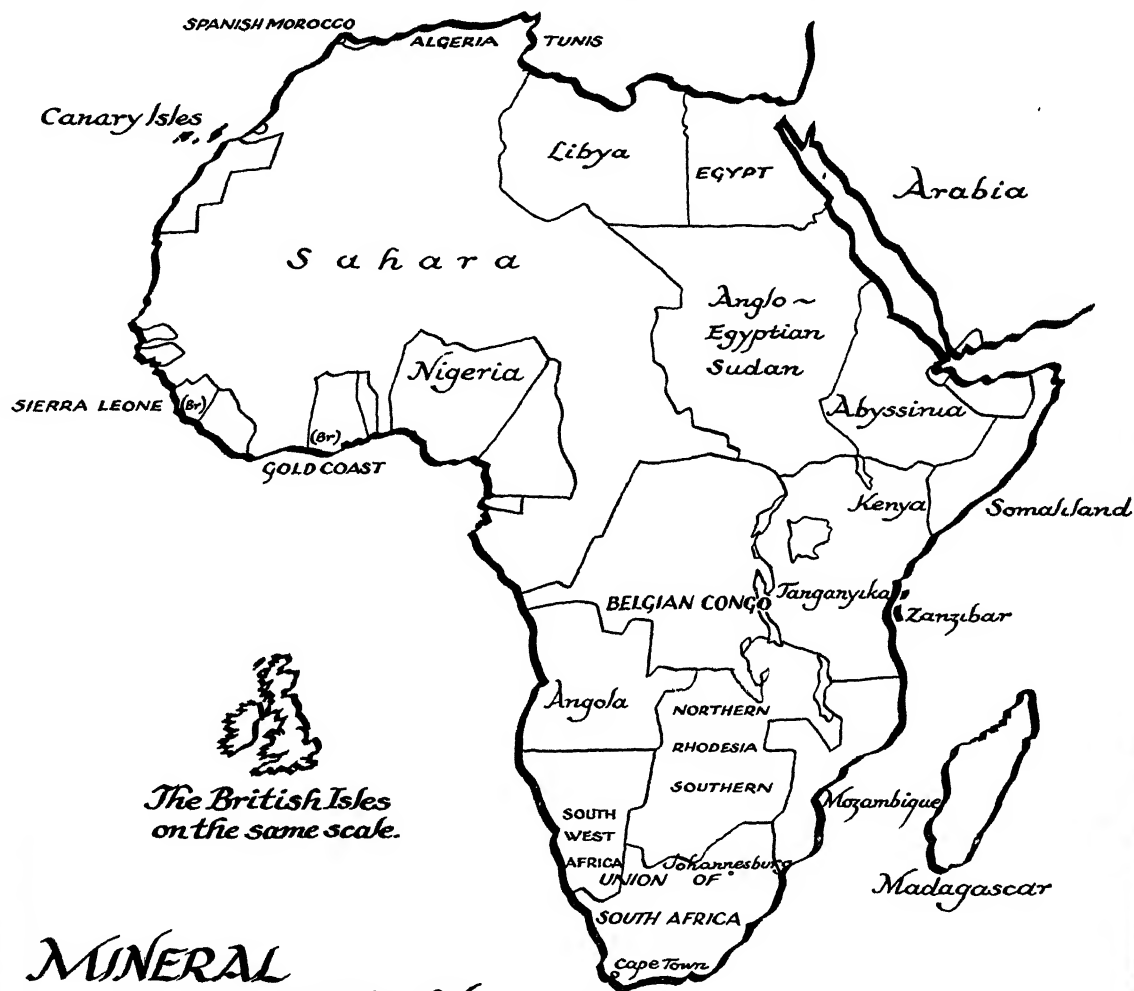 SPANISH MOROCCO
ALGERIA
TUNIS
Canary Isles
Libya
EGYPT
Arabia
Sahara
Anglo~
Egyptian
Sudan
Nigeria
SIERRA LEONE
(Br)
(Br)
GOLD COAST
Abyssinia
Kenya
Somaliland
BELGIAN CONGO
Tanganyika
Zanzibar
Angola
NORTHERN
RHODESIA
SOUTHERN
The British Isles
on the same scale.
SOUTH
WEST
AFRICA
Mozambique
Johannesburg
UNION OF
SOUTH AFRICA
Madagascar
Cape Town
MINERAL